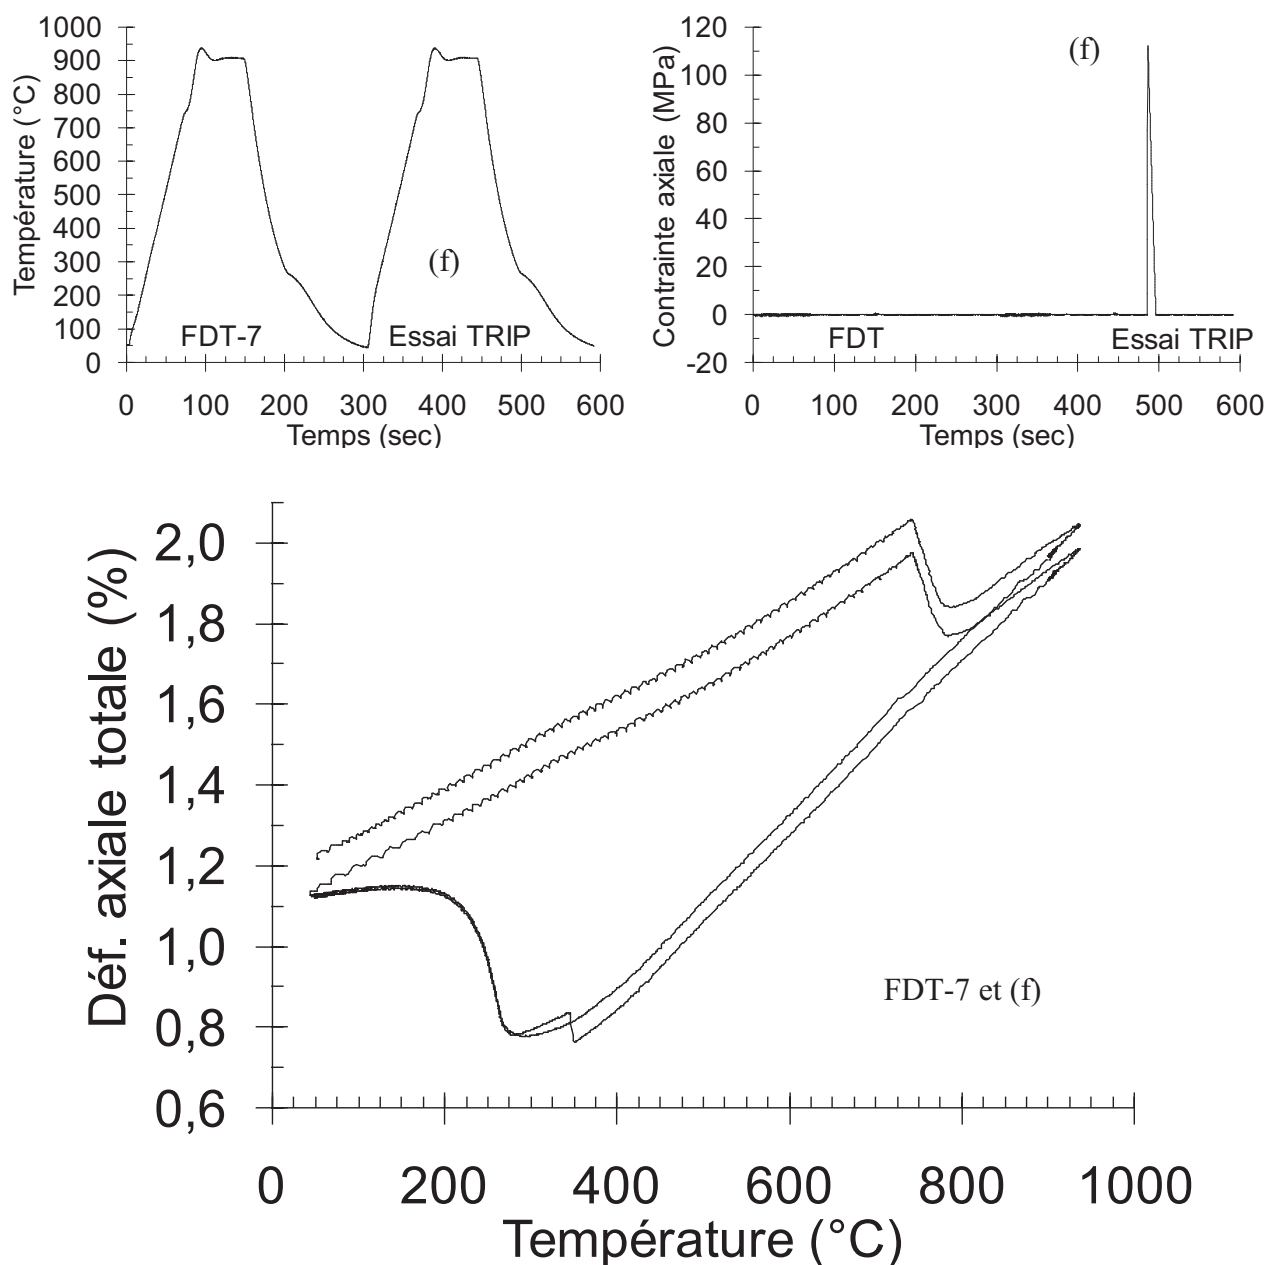 1000
900
800
700
600
500
400
300
200
100
0
Température (°C)
(f)
FDT-7
Essai TRIP
0 100 200 300 400 500 600
Temps (sec)
120
100
80
60
40
20
0
-20
Contrainte axiale (MPa)
(f)
FDT
Essai TRIP
0 100 200 300 400 500 600
Temps (sec)
2,0
1,8
1,6
1,4
1,2
1,0
0,8
0,6
Déf. axiale totale (%)
FDT-7 et (f)
0 200 400 600 800 1000
Température (°C)